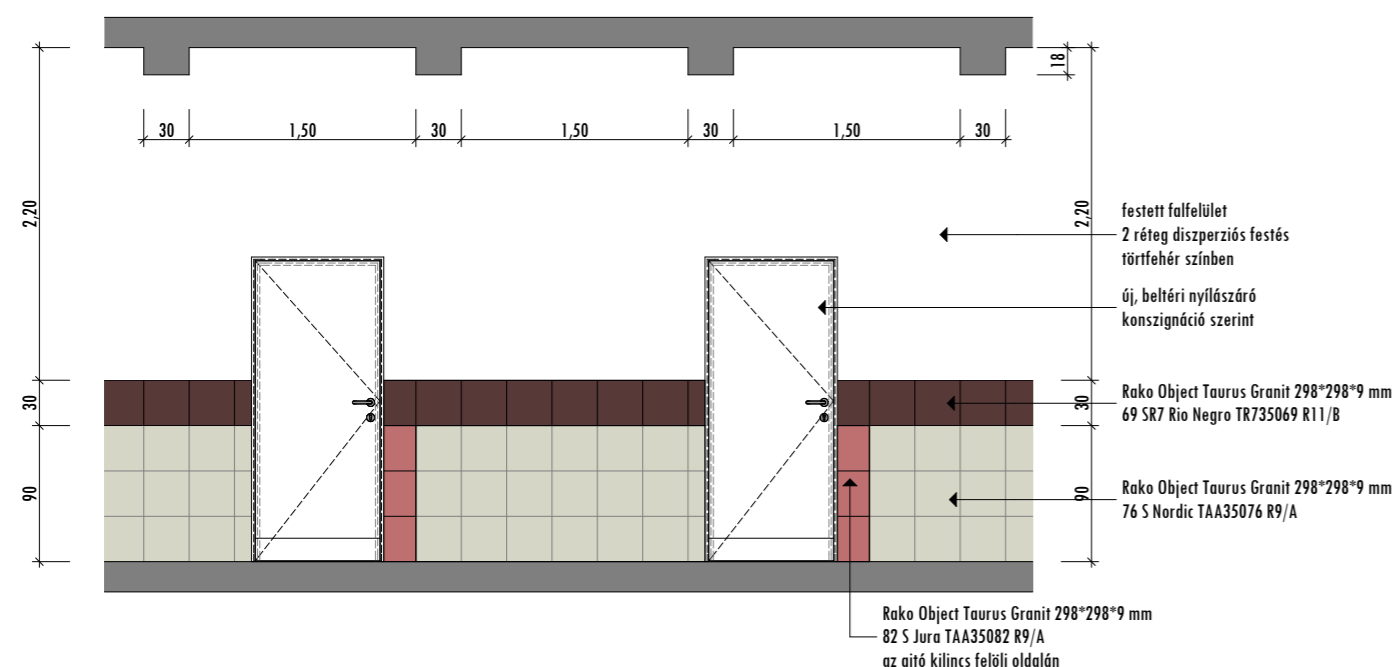 18
30 1,50 30 1,50 30 1,50 30
2,20
2,20
festett falfelület
2 réteg diszperziós festés
törtfehér színben
új, beltéri nyílászáró
konszignáció szerint
30
30
Rako Object Taurus Granit 298*298*9 mm
69 SR7 Rio Negro TR735069 R11/B
90
90
Rako Object Taurus Granit 298*298*9 mm
76 S Nordic TAA35076 R9/A
Rako Object Taurus Granit 298*298*9 mm
82 S Jura TAA35082 R9/A
az ajtó kilincs felöli oldalán